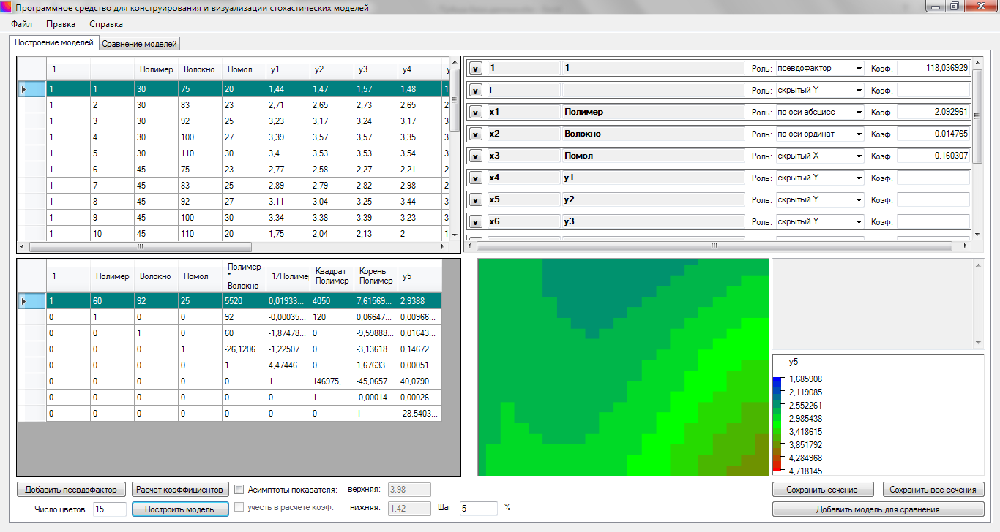 Программное средство для конструирования и визуализации стохастических моделей
Файл Правка Справка
Построение моделей Сравнение моделей
1 Полимер Волокно Помол y1 y2 y3 y4 y
1 1 30 75 20 1,44 1,47 1,57 1,48 1
1 2 30 83 23 2,71 2,65 2,73 2,65 2
1 3 30 92 25 3,23 3,17 3,24 3,17 3
1 4 30 100 27 3,39 3,57 3,57 3,35 3
1 5 30 110 30 3,4 3,53 3,53 3,54 3
1 6 45 75 23 2,77 2,58 2,27 2,21 2
1 7 45 83 25 2,89 2,79 2,82 2,98 2
1 8 45 92 27 3,11 3,04 3,25 3,44 3
1 9 45 100 30 3,34 3,38 3,39 3,23 3
1 10 45 110 20 1,75 2,04 2,13 2 1
v 1 1 Роль: псевдофактор Коэф. 118,036929
v i Роль: скрытый Y Коэф.
v x1 Полимер Роль: по оси абсцисс Коэф. 2,092961
v x2 Волокно Роль: по оси ординат Коэф. -0,014765
v x3 Помол Роль: скрытый X Коэф. 0,160307
v x4 y1 Роль: скрытый Y Коэф.
v x5 y2 Роль: скрытый Y Коэф.
v x6 y3 Роль: скрытый Y Коэф.
1 Полимер Волокно Помол Полимер * Волокно 1/Полиме Квадрат Полимер Корень Полимер y5
1 60 92 25 5520 0,01933... 4050 7,61569... 2,9388
0 1 0 0 92 -0,00035... 120 0,06647... 0,00966...
0 0 1 0 60 -1,87478... 0 -9,59888... 0,01643...
0 0 0 1 -26,1206... -1,22507... 0 -3,13618... 0,14672...
0 0 0 0 1 4,47446... 0 1,67633... 0,00051...
0 0 0 0 0 1 146975,... -45,0657... 40,0790...
0 0 0 0 0 0 1 -0,00014... 0,00026...
0 0 0 0 0 0 0 1 -28,5403...
y5
1,685908
2,119085
2,552261
2,985438
3,418615
3,851792
4,284968
4,718145
Добавить псевдофактор Расчет коэффициентов Асимптоты показателя: верхняя: 3,98
Число цветов 15 Построить модель учесть в расчете коэф. нижняя: 1,42 Шаг 5 %
Сохранить сечение Сохранить все сечения
Добавить модель для сравнения